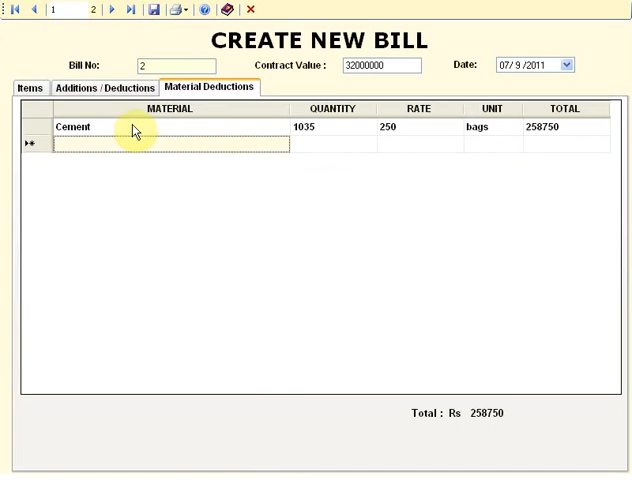 1 2
CREATE NEW BILL
Bill No: 2 Contract Value : 32000000 Date: 07/ 9 /2011
Items Additions / Deductions Material Deductions
MATERIAL QUANTITY RATE UNIT TOTAL
Cement 1035 250 bags 258750
Total : Rs 258750